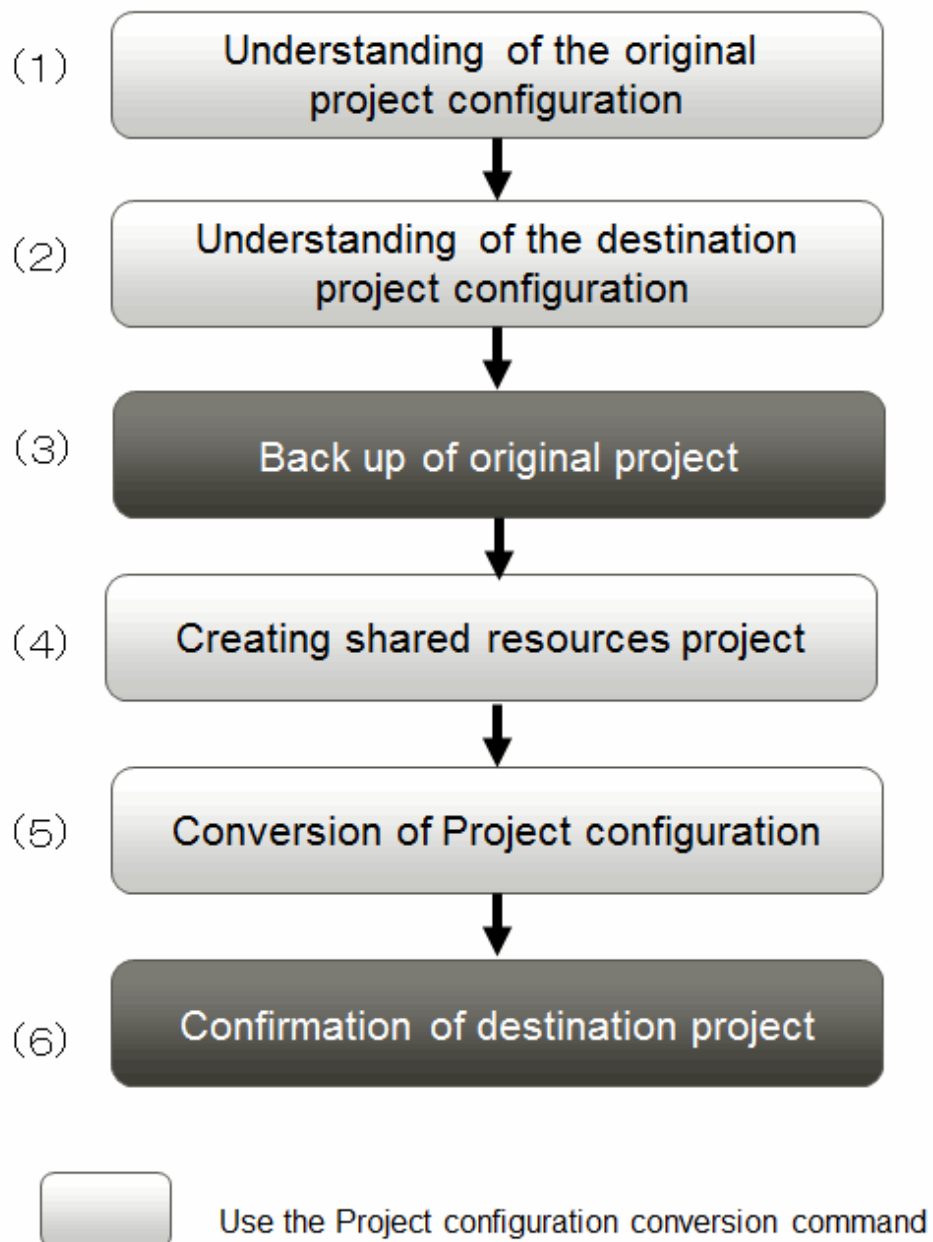 (1)
Understanding of the original
project configuration
(2)
Understanding of the destination
project configuration
(3)
Back up of original project
(4)
Creating shared resources project
(5)
Conversion of Project configuration
(6)
Confirmation of destination project
Use the Project configuration conversion command